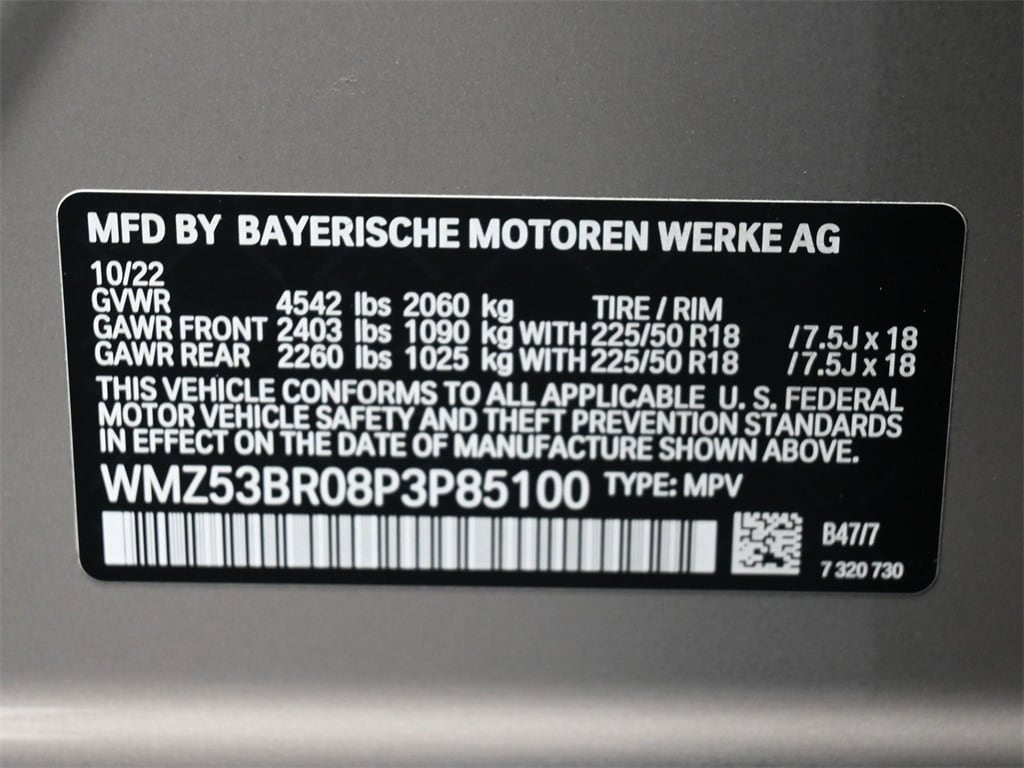 MFD BY BAYERISCHE MOTOREN WERKE AG
10/22
GVWR 4542 lbs 2060 kg TIRE / RIM
GAWR FRONT 2403 lbs 1090 kg WITH 225/50 R18 / 7.5J x 18
GAWR REAR 2260 lbs 1025 kg WITH 225/50 R18 / 7.5J x 18
THIS VEHICLE CONFORMS TO ALL APPLICABLE U. S. FEDERAL
MOTOR VEHICLE SAFETY AND THEFT PREVENTION STANDARDS
IN EFFECT ON THE DATE OF MANUFACTURE SHOWN ABOVE.
WMZ53BR08P3P85100 TYPE: MPV
B47/7
7 320 730